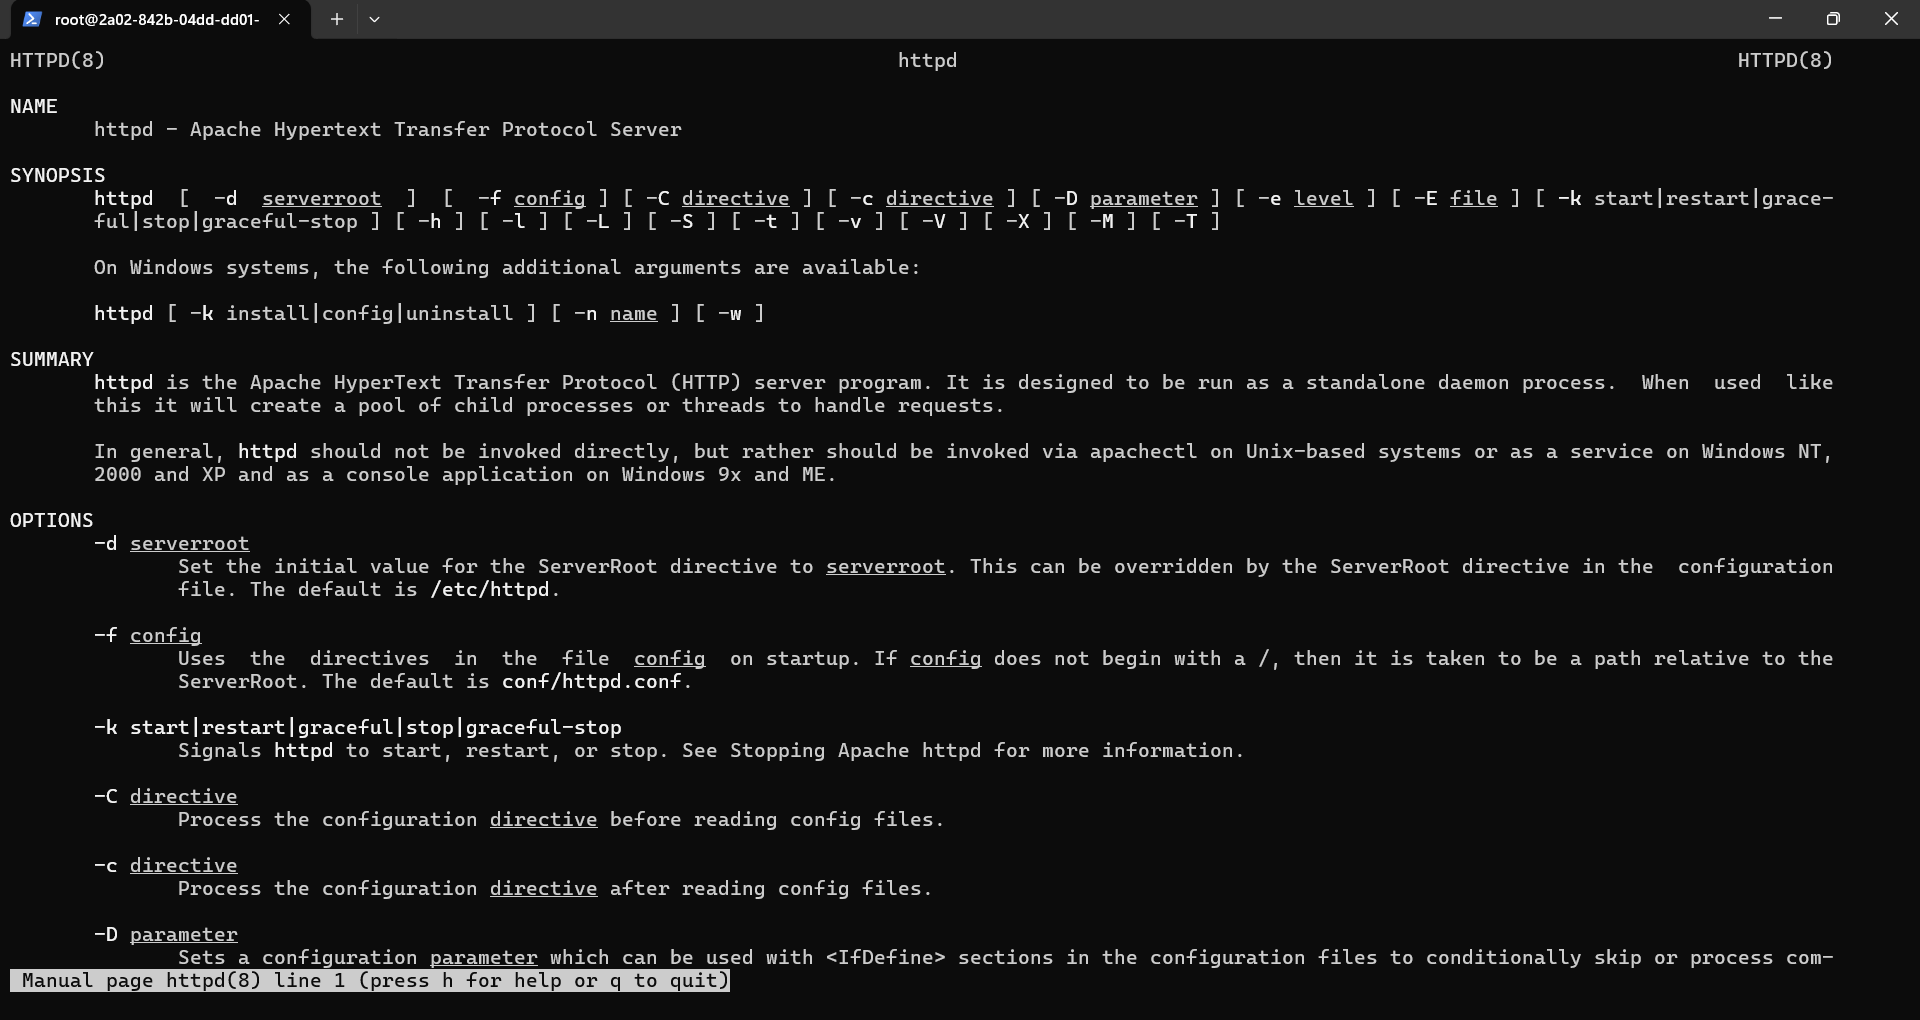 root@2a02-842b-04dd-dd01-
HTTPD(8) httpd HTTPD(8)
NAME
httpd - Apache Hypertext Transfer Protocol Server
SYNOPSIS
httpd [ -d serverroot ] [ -f config ] [ -C directive ] [ -c directive ] [ -D parameter ] [ -e level ] [ -E file ] [ -k start|restart|grace-
ful|stop|graceful-stop ] [ -h ] [ -l ] [ -L ] [ -S ] [ -t ] [ -v ] [ -V ] [ -X ] [ -M ] [ -T ]
On Windows systems, the following additional arguments are available:
httpd [ -k install|config|uninstall ] [ -n name ] [ -w ]
SUMMARY
httpd is the Apache HyperText Transfer Protocol (HTTP) server program. It is designed to be run as a standalone daemon process. When used like
this it will create a pool of child processes or threads to handle requests.
In general, httpd should not be invoked directly, but rather should be invoked via apachectl on Unix-based systems or as a service on Windows NT,
2000 and XP and as a console application on Windows 9x and ME.
OPTIONS
-d serverroot
Set the initial value for the ServerRoot directive to serverroot. This can be overridden by the ServerRoot directive in the configuration
file. The default is /etc/httpd.
-f config
Uses the directives in the file config on startup. If config does not begin with a /, then it is taken to be a path relative to the
ServerRoot. The default is conf/httpd.conf.
-k start|restart|graceful|stop|graceful-stop
Signals httpd to start, restart, or stop. See Stopping Apache httpd for more information.
-C directive
Process the configuration directive before reading config files.
-c directive
Process the configuration directive after reading config files.
-D parameter
Sets a configuration parameter which can be used with <IfDefine> sections in the configuration files to conditionally skip or process com-
Manual page httpd(8) line 1 (press h for help or q to quit)